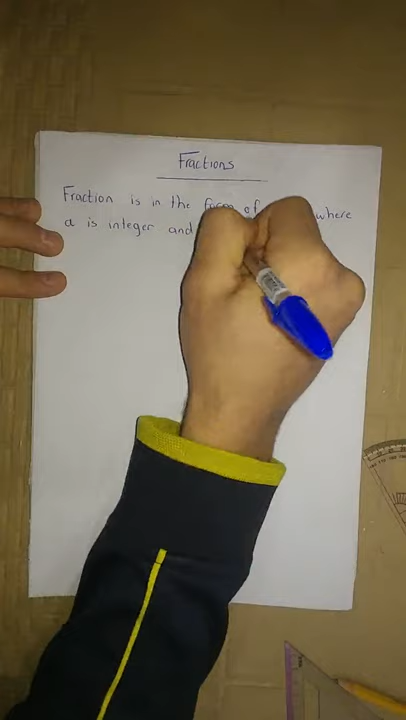 Fractions
Fraction is in the form of where
a is integer and